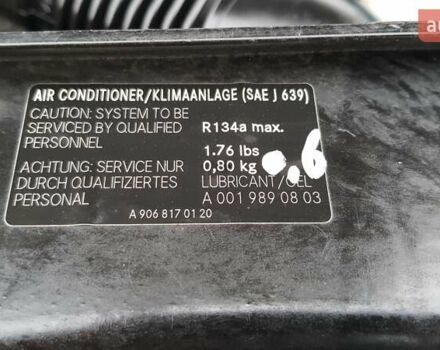 AIR CONDITIONER/KLIMAANLAGE (SAE J 639)
CAUTION: SYSTEM TO BE
SERVICED BY QUALIFIED
PERSONNEL
ACHTUNG: SERVICE NUR
DURCH QUALIFIZIERTES
PERSONAL
R134a max.
1.76 lbs
0,80 kg
0.6
LUBRICANT/OEL
A 001 989 08 03
A 906 817 01 20